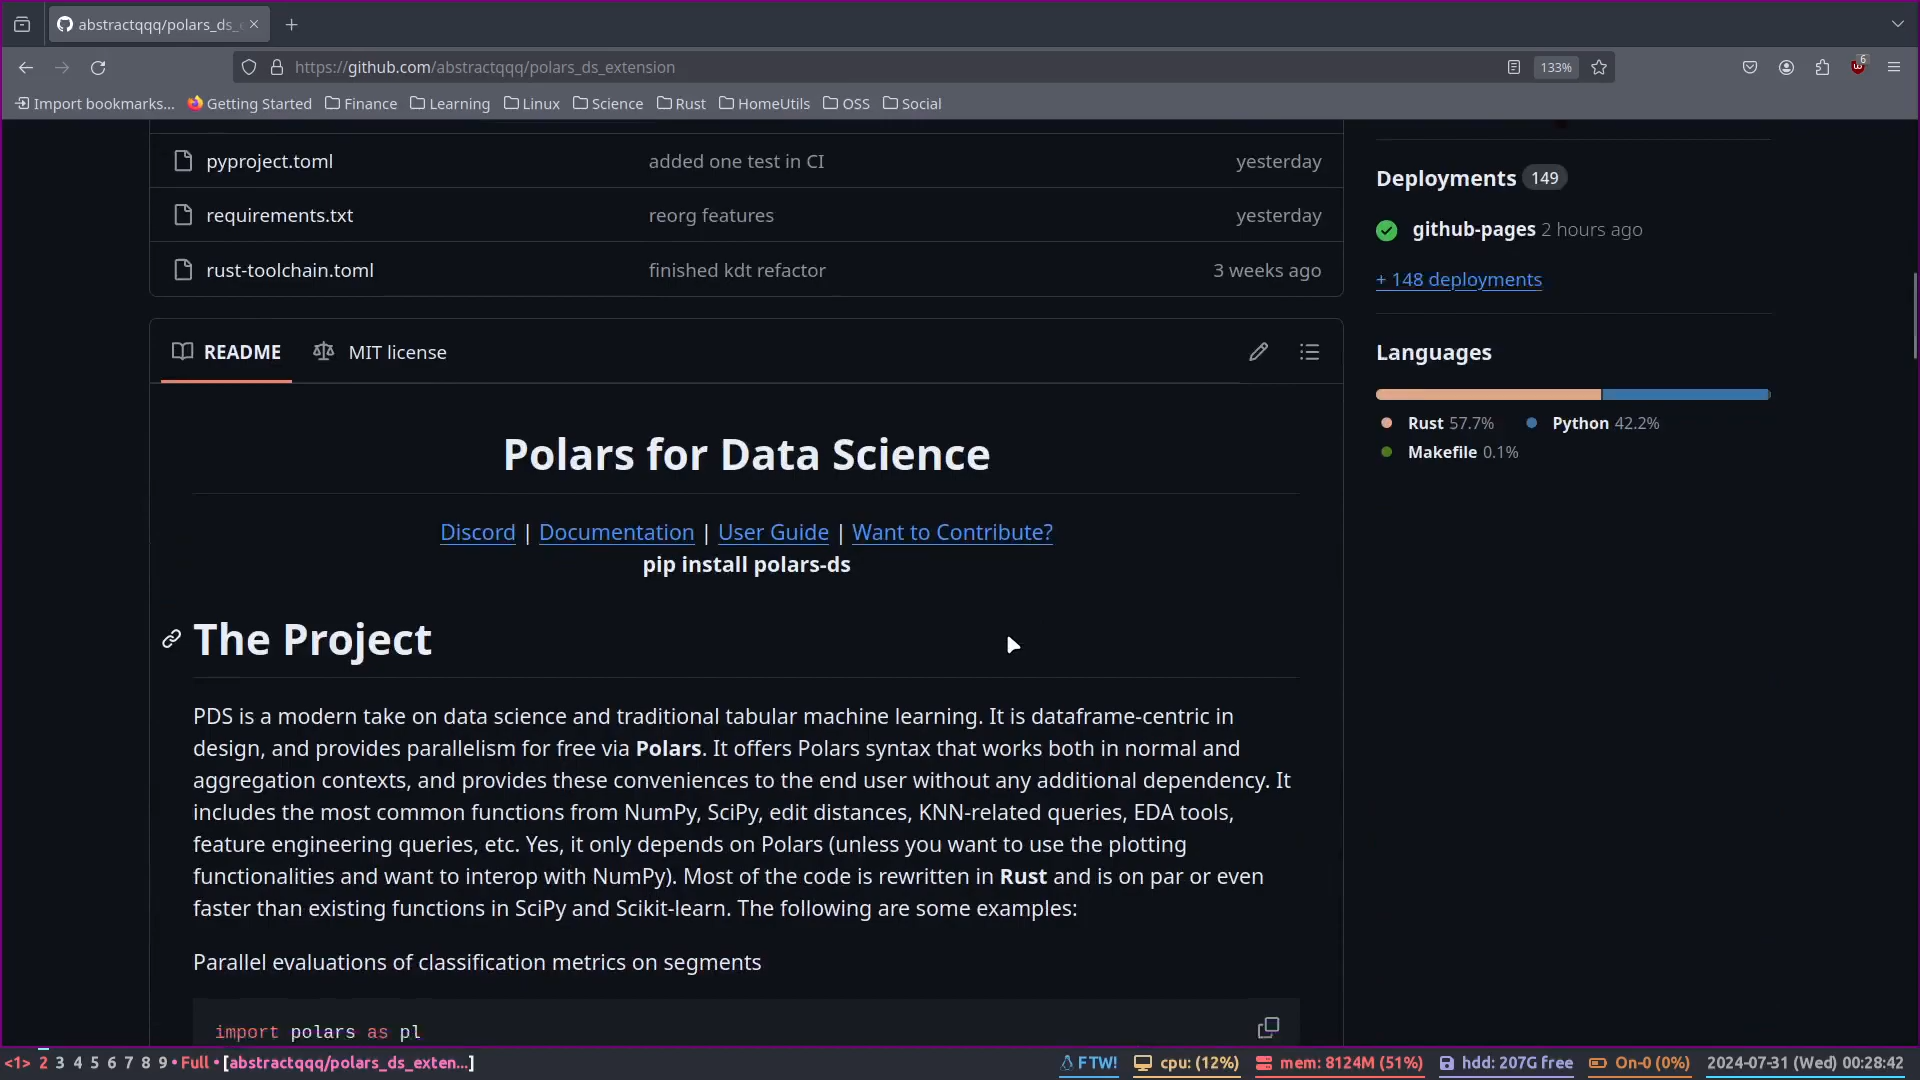 abstractqqq/polars_ds_
https://github.com/abstractqqq/polars_ds_extension
133%
6
Import bookmarks...
Getting Started
Finance
Learning
Linux
Science
Rust
HomeUtils
OSS
Social
pyproject.toml added one test in CI yesterday
requirements.txt reorg features yesterday
rust-toolchain.toml finished kdt refactor 3 weeks ago
README MIT license
Polars for Data Science
Discord | Documentation | User Guide | Want to Contribute?
pip install polars-ds
The Project
PDS is a modern take on data science and traditional tabular machine learning. It is dataframe-centric in
design, and provides parallelism for free via Polars. It offers Polars syntax that works both in normal and
aggregation contexts, and provides these conveniences to the end user without any additional dependency. It
includes the most common functions from NumPy, SciPy, edit distances, KNN-related queries, EDA tools,
feature engineering queries, etc. Yes, it only depends on Polars (unless you want to use the plotting
functionalities and want to interop with NumPy). Most of the code is rewritten in Rust and is on par or even
faster than existing functions in SciPy and Scikit-learn. The following are some examples:
Parallel evaluations of classification metrics on segments
import polars as pl
Deployments 149
github-pages 2 hours ago
+ 148 deployments
Languages
Rust 57.7% Python 42.2%
Makefile 0.1%
<1> 2 3 4 5 6 7 8 9 • Full • [abstractqqq/polars_ds_exten...]
FTW! cpu: (12%) mem: 8124M (51%) hdd: 207G free On-0 (0%) 2024-07-31 (Wed) 00:28:42